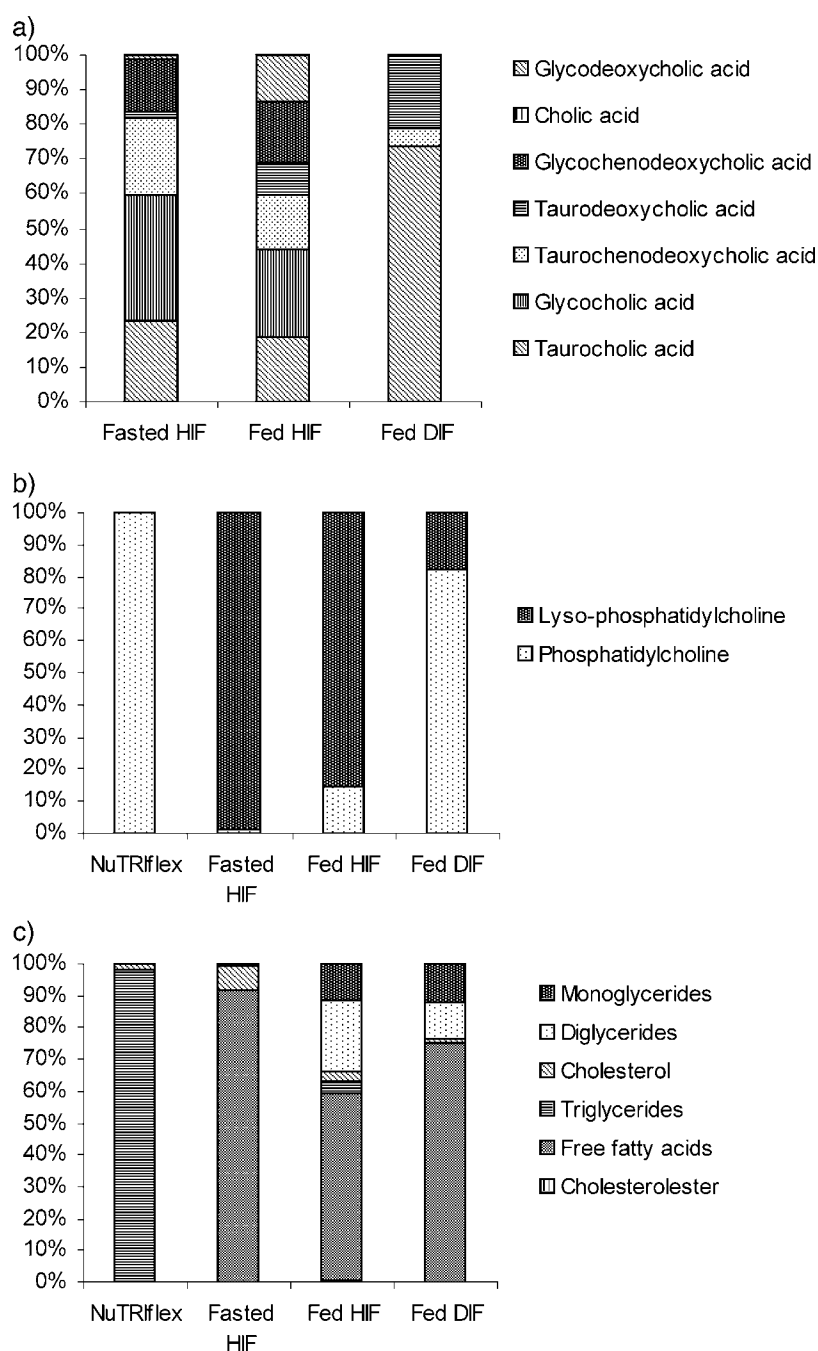 a)
100%
90%
80%
70%
60%
50%
40%
30%
20%
10%
0%
Fasted HIF Fed HIF Fed DIF
Glycodeoxycholic acid
Cholic acid
Glycochenodeoxycholic acid
Taurodeoxycholic acid
Taurochenodeoxycholic acid
Glycocholic acid
Taurocholic acid
b)
100%
90%
80%
70%
60%
50%
40%
30%
20%
10%
0%
NuTRIflex Fasted HIF Fed HIF Fed DIF
Lyso-phosphatidylcholine
Phosphatidylcholine
c)
100%
90%
80%
70%
60%
50%
40%
30%
20%
10%
0%
NuTRIflex Fasted HIF Fed HIF Fed DIF
Monoglycerides
Diglycerides
Cholesterol
Triglycerides
Free fatty acids
Cholesterolester